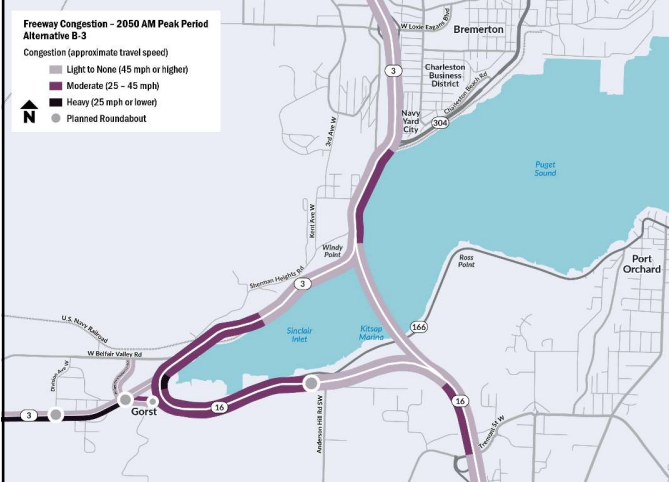 Freeway Congestion – 2050 AM Peak Period
Alternative B-3
Congestion (approximate travel speed)
Light to None (45 mph or higher)
Moderate (25 – 45 mph)
Heavy (25 mph or lower)
Planned Roundabout
N
W Loxie Eagans Blvd
Bremerton
3
Charleston
Business
District
Charleston Beach Rd
Navy
Yard
City
304
3rd Ave W
Puget
Sound
Kent Ave W
Windy
Point
Ross
Point
Port
Orchard
Sherman Heights Rd
3
U.S. Navy Railroad
Sinclair
Inlet
Kitsap
Marina
166
W Belfair Valley Rd
Division Ave W
Gorst
3
16
Anderson Hill Rd SW
16
Tremont St W